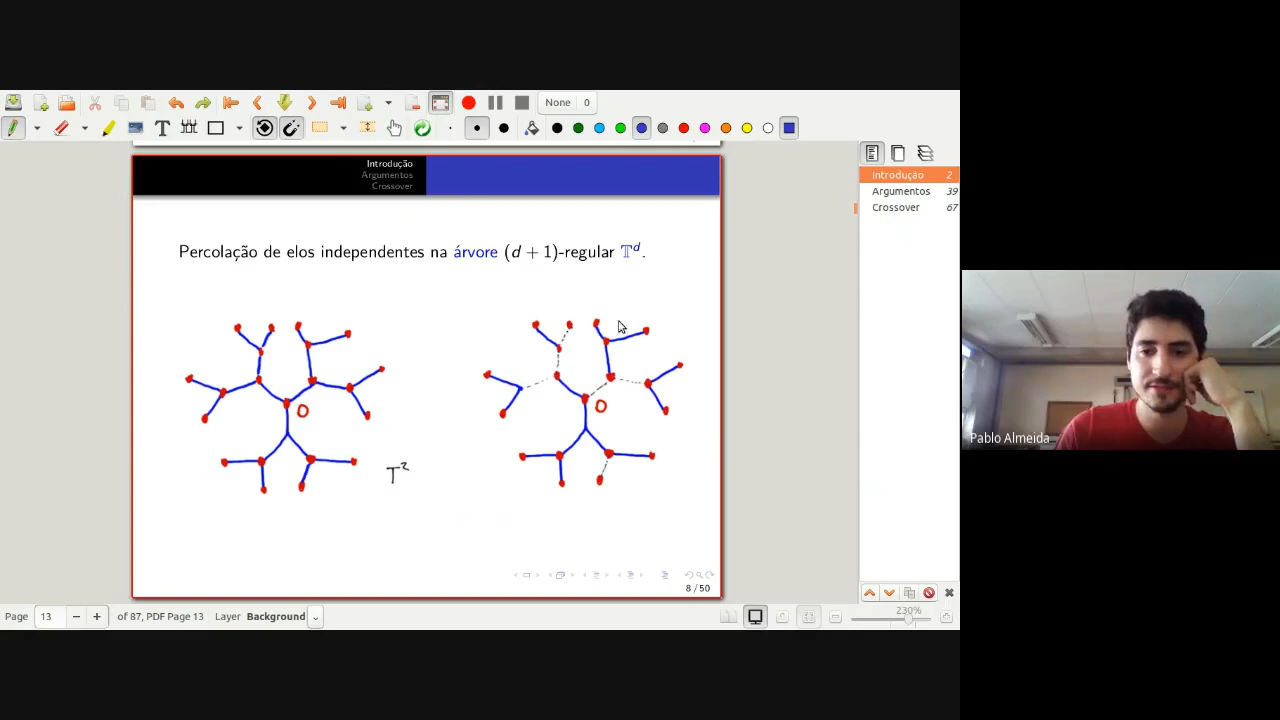 None 0
Introdução
Argumentos
Crossover
Introdução 2
Argumentos 39
Crossover 67
Percolação de elos independentes na árvore (d + 1)-regular 𝕋ᵈ.
O
T²
O
Pablo Almeida
8 / 50
Page 13 of 87, PDF Page 13 Layer Background
230%